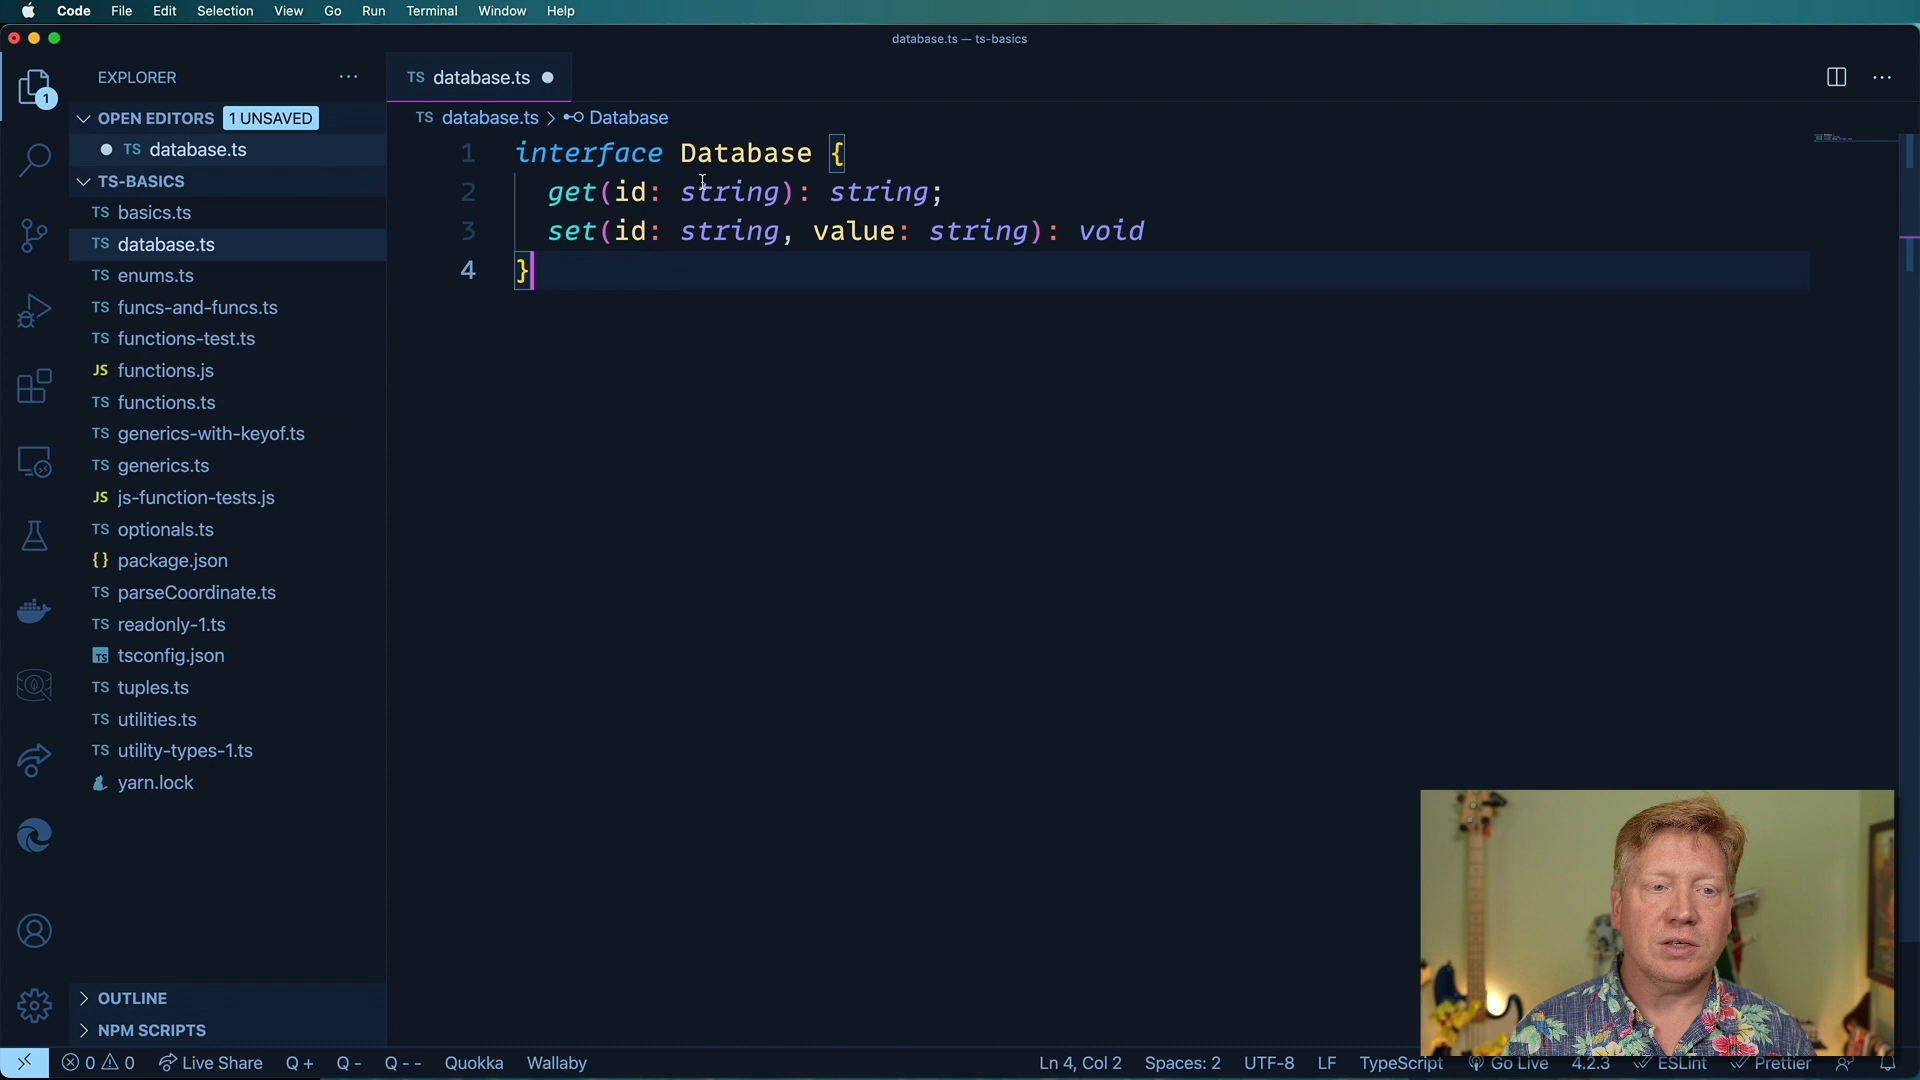 Code File Edit Selection View Go Run Terminal Window Help
database.ts — ts-basics
EXPLORER
TS database.ts
1
OPEN EDITORS 1 UNSAVED
TS database.ts > Database
TS database.ts
TS-BASICS
TS basics.ts
TS database.ts
TS enums.ts
TS funcs-and-funcs.ts
TS functions-test.ts
JS functions.js
TS functions.ts
TS generics-with-keyof.ts
TS generics.ts
JS js-function-tests.js
TS optionals.ts
{} package.json
TS parseCoordinate.ts
TS readonly-1.ts
TS tsconfig.json
TS tuples.ts
TS utilities.ts
TS utility-types-1.ts
yarn.lock
OUTLINE
NPM SCRIPTS
1 interface Database {
2 get(id: string): string;
3 set(id: string, value: string): void
4 }
0 0 Live Share Q + Q - Q - - Quokka Wallaby Ln 4, Col 2 Spaces: 2 UTF-8 LF TypeScript Go Live 4.2.3 ESLint Prettier